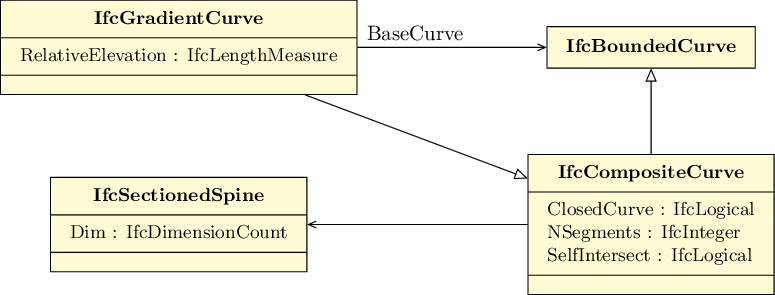 IfcGradientCurve
RelativeElevation : IfcLengthMeasure
BaseCurve
IfcBoundedCurve
IfcSectionedSpine
Dim : IfcDimensionCount
IfcCompositeCurve
ClosedCurve : IfcLogical
NSegments : IfcInteger
SelfIntersect : IfcLogical